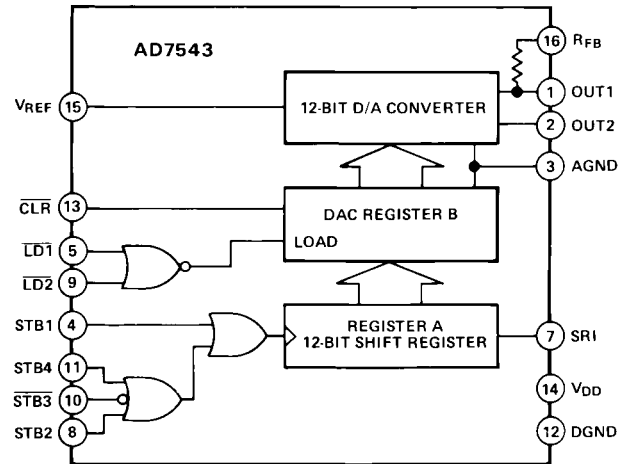 AD7543
16 RFB
VREF 15
12-BIT D/A CONVERTER
1 OUT1
2 OUT2
3 AGND
CLR 13
DAC REGISTER B
LD1 5
LOAD
LD2 9
STB1 4
REGISTER A
12-BIT SHIFT REGISTER
7 SRI
STB4 11
STB3 10
STB2 8
14 VDD
12 DGND